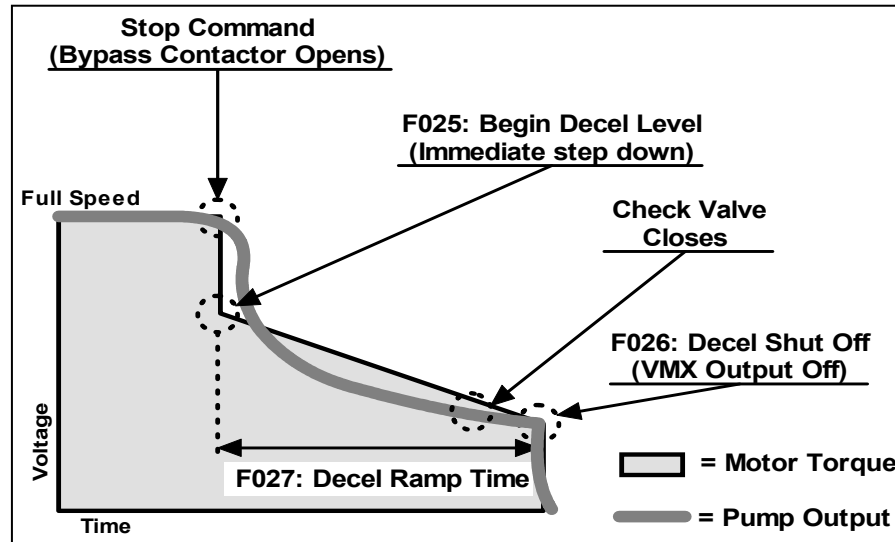 Stop Command
(Bypass Contactor Opens)
F025: Begin Decel Level
(Immediate step down)
Full Speed
Check Valve
Closes
F026: Decel Shut Off
(VMX Output Off)
Voltage
F027: Decel Ramp Time
Time
= Motor Torque
= Pump Output